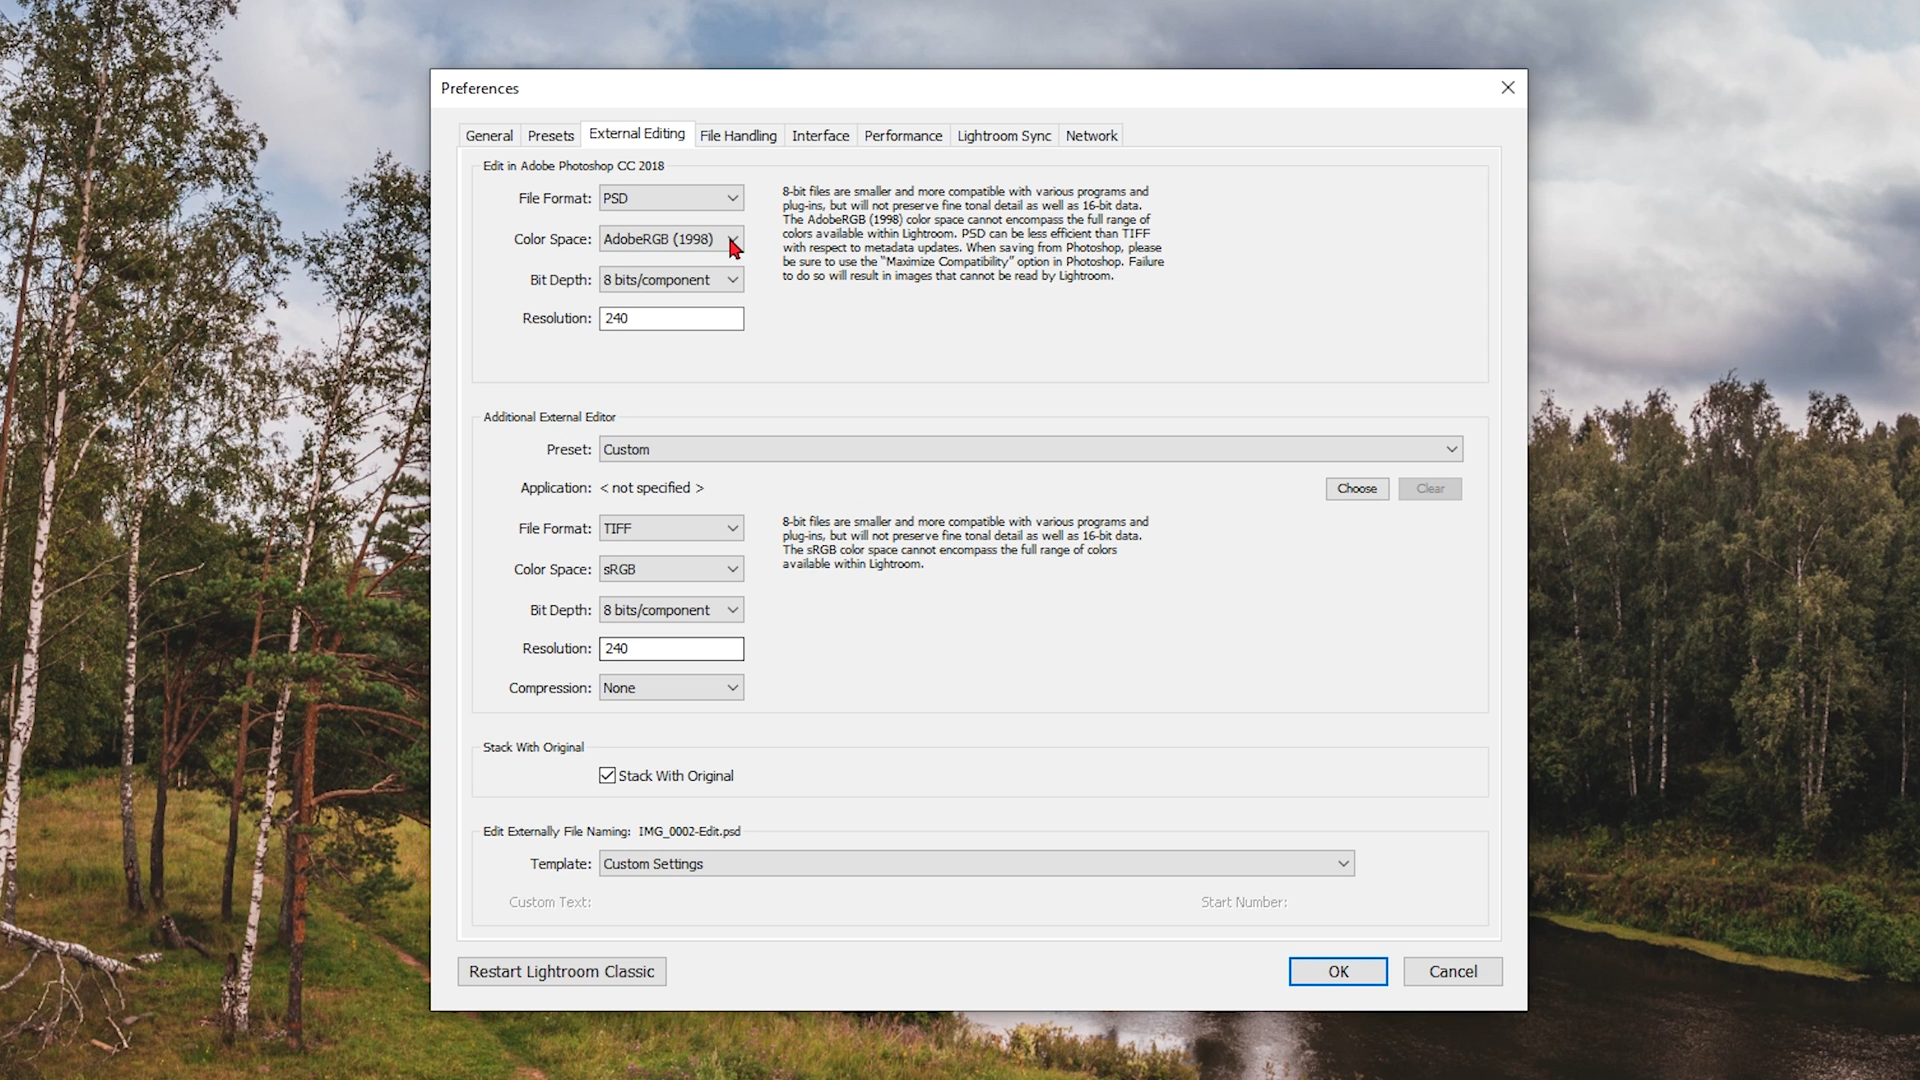 Preferences
General Presets External Editing File Handling Interface Performance Lightroom Sync Network
Edit in Adobe Photoshop CC 2018
File Format: PSD
Color Space: AdobeRGB (1998)
Bit Depth: 8 bits/component
Resolution: 240
8-bit files are smaller and more compatible with various programs and
plug-ins, but will not preserve fine tonal detail as well as 16-bit data.
The AdobeRGB (1998) color space cannot encompass the full range of
colors available within Lightroom. PSD can be less efficient than TIFF
with respect to metadata updates. When saving from Photoshop, please
be sure to use the "Maximize Compatibility" option in Photoshop. Failure
to do so will result in images that cannot be read by Lightroom.
Additional External Editor
Preset: Custom
Application: < not specified >
Choose Clear
File Format: TIFF
Color Space: sRGB
Bit Depth: 8 bits/component
Resolution: 240
Compression: None
8-bit files are smaller and more compatible with various programs and
plug-ins, but will not preserve fine tonal detail as well as 16-bit data.
The sRGB color space cannot encompass the full range of colors
available within Lightroom.
Stack With Original
Stack With Original
Edit Externally File Naming: IMG_0002-Edit.psd
Template: Custom Settings
Custom Text: Start Number:
Restart Lightroom Classic OK Cancel